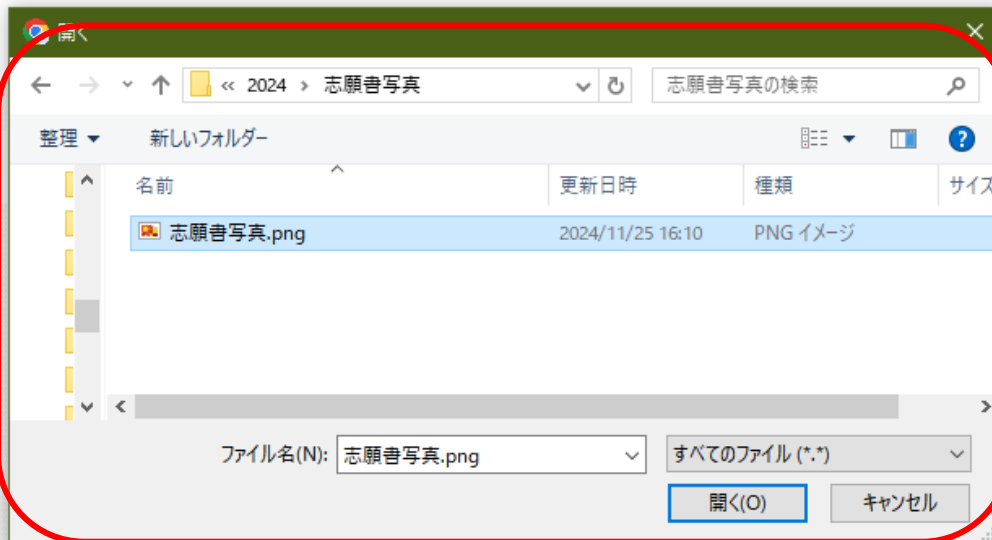 開く
« 2024 › 志願書写真
志願書写真の検索
整理 新しいフォルダー
名前 更新日時 種類 サイズ
志願書写真.png 2024/11/25 16:10 PNG イメージ
ファイル名(N): 志願書写真.png すべてのファイル (*.*)
開く(O) キャンセル